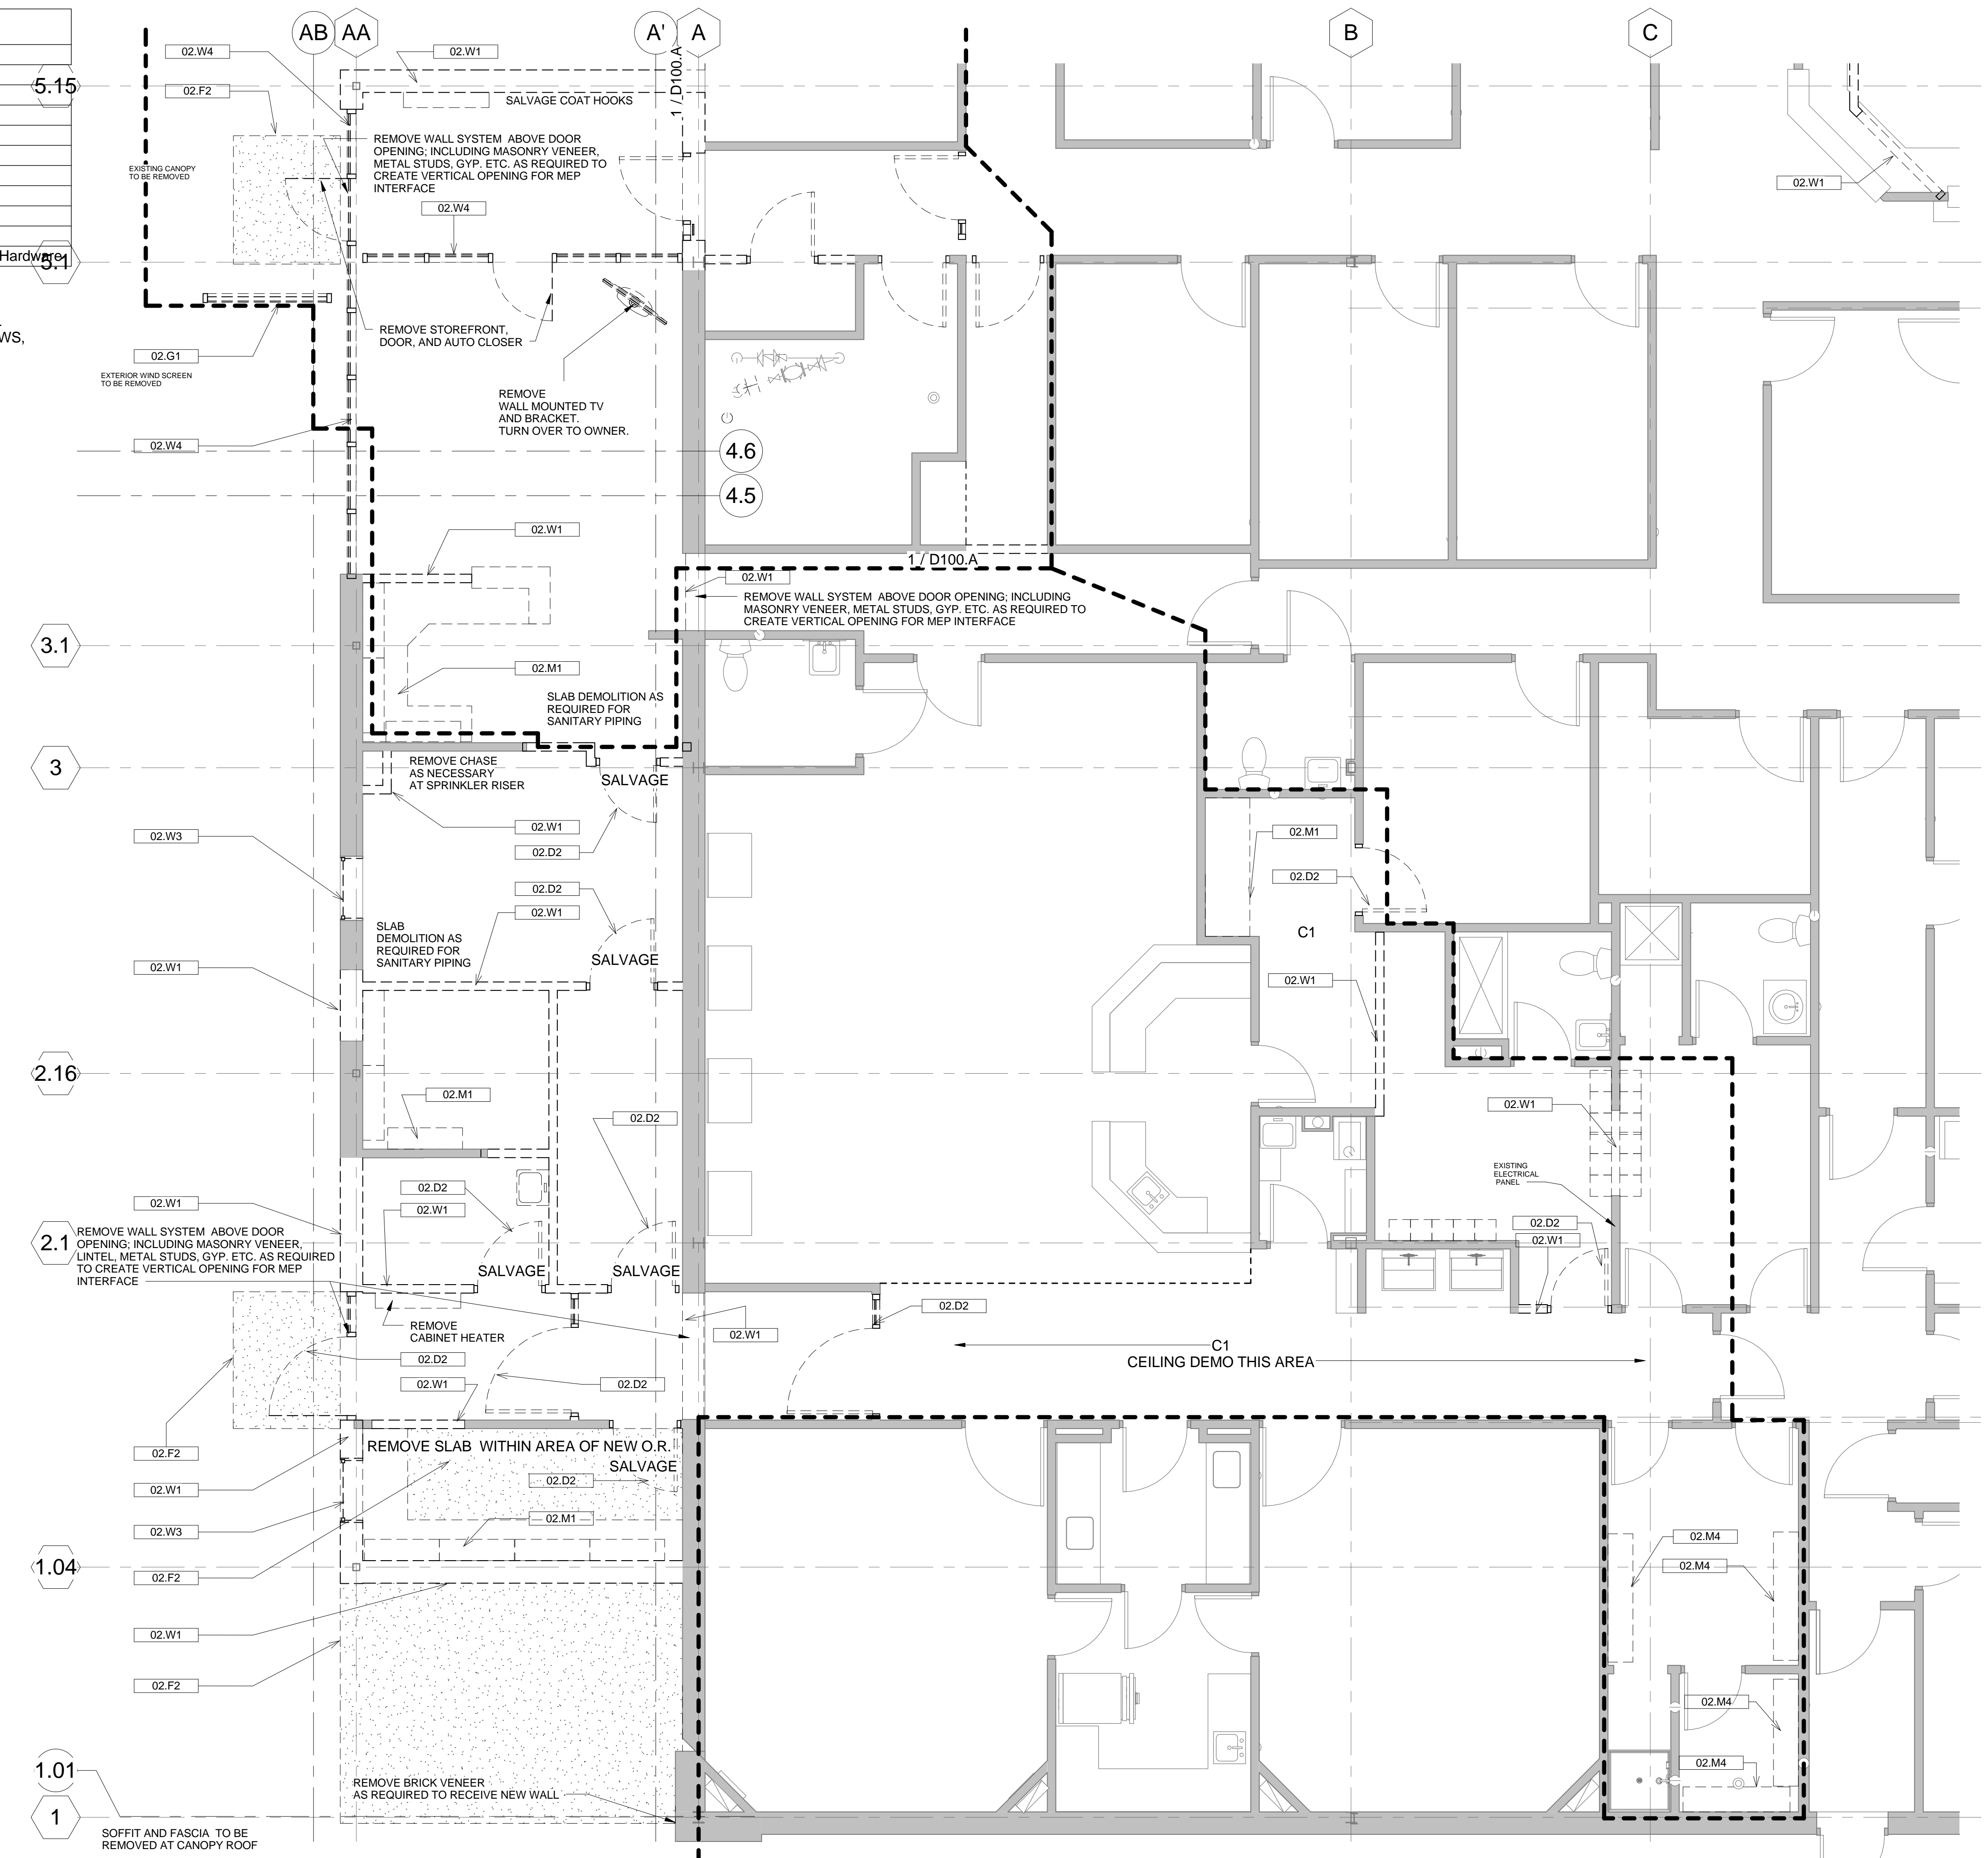 AB
AA
A'
A
B
C
5.15
Hardware
5.1
WS,
02.W4
02.W1
1 / D100.A
02.F2
SALVAGE COAT HOOKS
REMOVE WALL SYSTEM ABOVE DOOR
OPENING; INCLUDING MASONRY VENEER,
METAL STUDS, GYP. ETC. AS REQUIRED TO
CREATE VERTICAL OPENING FOR MEP
INTERFACE
EXISTING CANOPY
TO BE REMOVED
02.W4
02.W1
REMOVE STOREFRONT,
DOOR, AND AUTO CLOSER
02.G1
EXTERIOR WIND SCREEN
TO BE REMOVED
REMOVE
WALL MOUNTED TV
AND BRACKET.
TURN OVER TO OWNER.
02.W4
4.6
4.5
02.W1
1 / D100.A
02.W1
REMOVE WALL SYSTEM ABOVE DOOR OPENING; INCLUDING
MASONRY VENEER, METAL STUDS, GYP. ETC. AS REQUIRED TO
CREATE VERTICAL OPENING FOR MEP INTERFACE
3.1
02.M1
SLAB DEMOLITION AS
REQUIRED FOR
SANITARY PIPING
3
REMOVE CHASE
AS NECESSARY
AT SPRINKLER RISER
SALVAGE
02.W1
02.D2
02.W3
02.M1
02.D2
02.D2
02.W1
SLAB
DEMOLITION AS
REQUIRED FOR
SANITARY PIPING
SALVAGE
C1
02.W1
02.W1
2.16
02.M1
02.D2
02.W1
EXISTING
ELECTRICAL
PANEL
02.D2
02.W1
02.W1
02.D2
02.W1
2.1
REMOVE WALL SYSTEM ABOVE DOOR
OPENING; INCLUDING MASONRY VENEER,
LINTEL, METAL STUDS, GYP. ETC. AS REQUIRED
TO CREATE VERTICAL OPENING FOR MEP
INTERFACE
SALVAGE
SALVAGE
02.D2
REMOVE
CABINET HEATER
02.W1
C1
CEILING DEMO THIS AREA
02.D2
02.W1
02.D2
REMOVE SLAB WITHIN AREA OF NEW O.R.
SALVAGE
02.F2
02.D2
02.W1
02.M1
02.W3
02.M4
02.M4
1.04
02.F2
02.W1
02.F2
02.M4
02.M4
1.01
REMOVE BRICK VENEER
AS REQUIRED TO RECEIVE NEW WALL
1
SOFFIT AND FASCIA TO BE
REMOVED AT CANOPY ROOF